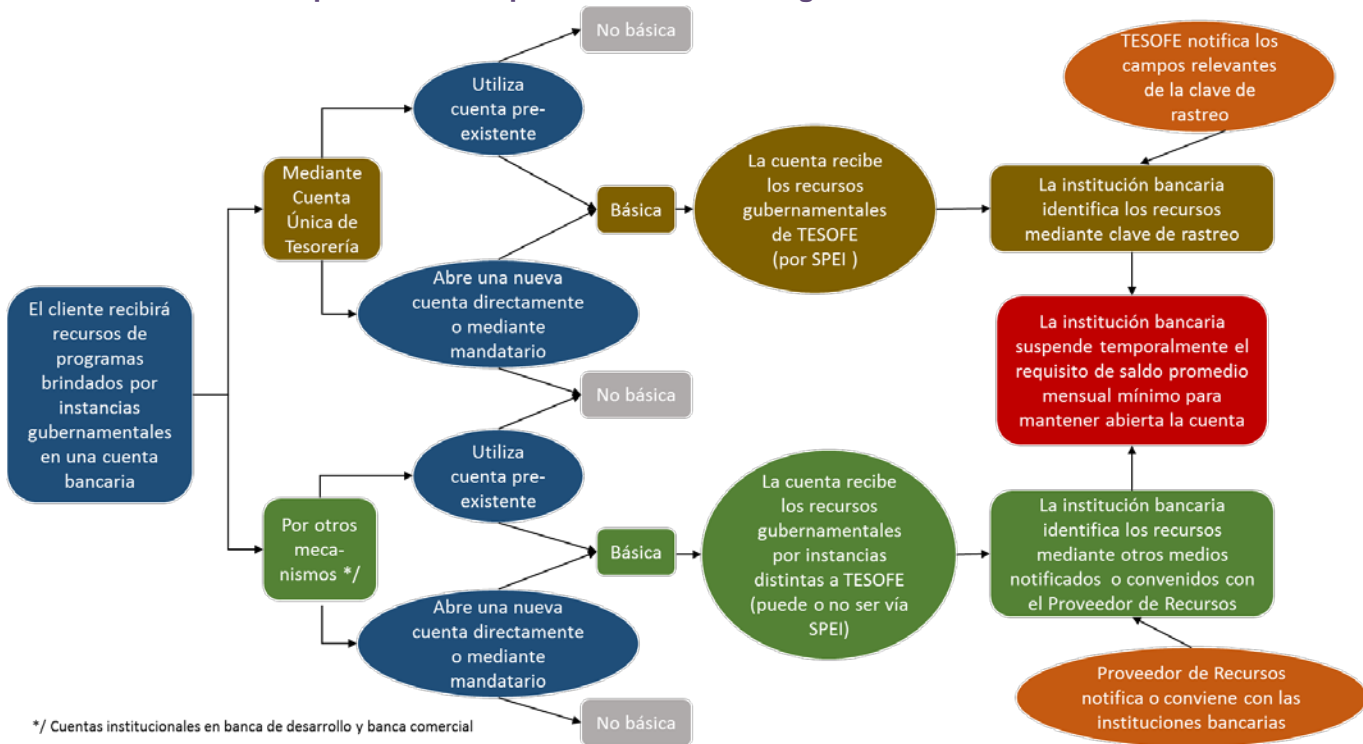 No básica
TESOFE notifica los
campos relevantes
de la clave de
rastreo
Utiliza
cuenta pre-
existente
Mediante
Cuenta
Única de
Tesorería
Básica
La cuenta recibe
los recursos
gubernamentales
de TESOFE
(por SPEI )
La institución bancaria
identifica los recursos
mediante clave de rastreo
Abre una nueva
cuenta directamente
o mediante
mandatario
El cliente recibirá
recursos de
programas
brindados por
instancias
gubernamentales
en una cuenta
bancaria
La institución bancaria
suspende temporalmente el
requisito de saldo promedio
mensual mínimo para
mantener abierta la cuenta
No básica
Utiliza
cuenta pre-
existente
Por otros
meca-
nismos */
Básica
La cuenta recibe
los recursos
gubernamentales
por instancias
distintas a TESOFE
(puede o no ser vía
SPEI)
La institución bancaria
identifica los recursos
mediante otros medios
notificados o convenidos con
el Proveedor de Recursos
Abre una nueva
cuenta directamente
o mediante
mandatario
No básica
Proveedor de Recursos
notifica o conviene con las
instituciones bancarias
*/ Cuentas institucionales en banca de desarrollo y banca comercial